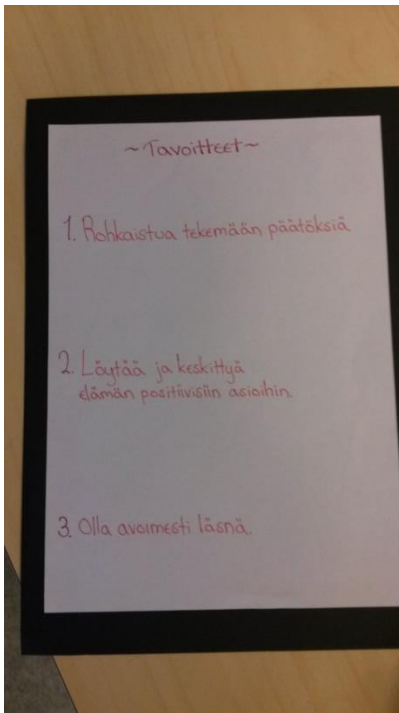 ~Tavoitteet~
1. Rohkaistua tekemään päätöksiä
2. Löytää ja keskittyä
elämän positiivisiin asioihin.
3. Olla avoimesti läsnä.